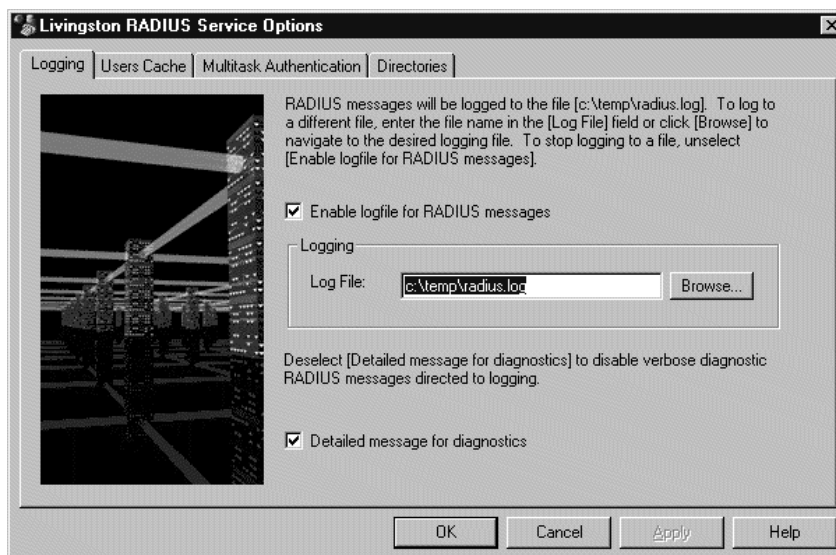 Livingston RADIUS Service Options
Logging
Users Cache
Multitask Authentication
Directories
RADIUS messages will be logged to the file [c:\temp\radius.log]. To log to
a different file, enter the file name in the [Log File] field or click [Browse] to
navigate to the desired logging file. To stop logging to a file, unselect
[Enable logfile for RADIUS messages].
Enable logfile for RADIUS messages
Logging
Log File:
c:\temp\radius.log
Browse...
Deselect [Detailed message for diagnostics] to disable verbose diagnostic
RADIUS messages directed to logging.
Detailed message for diagnostics
OK
Cancel
Apply
Help